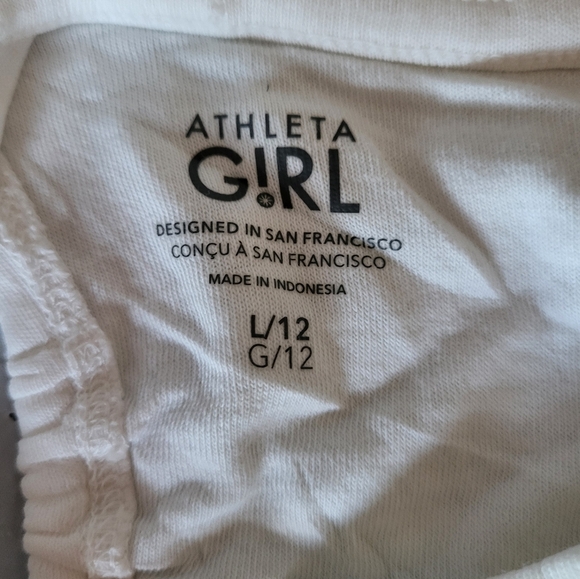 ATHLETA
G!RL
DESIGNED IN SAN FRANCISCO
CONÇU À SAN FRANCISCO
MADE IN INDONESIA
L/12
G/12